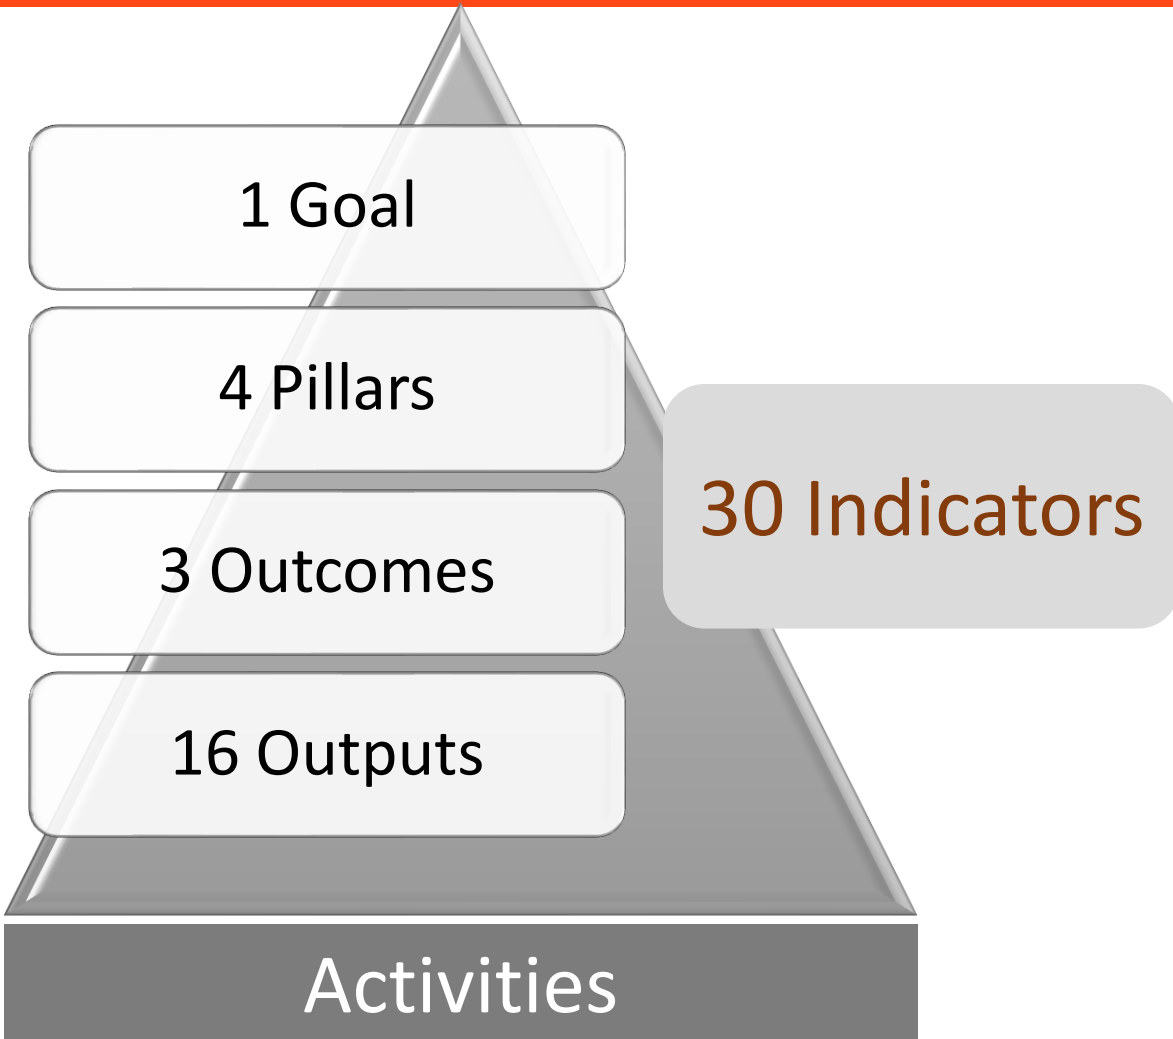 1 Goal
4 Pillars
30 Indicators
3 Outcomes
16 Outputs
Activities